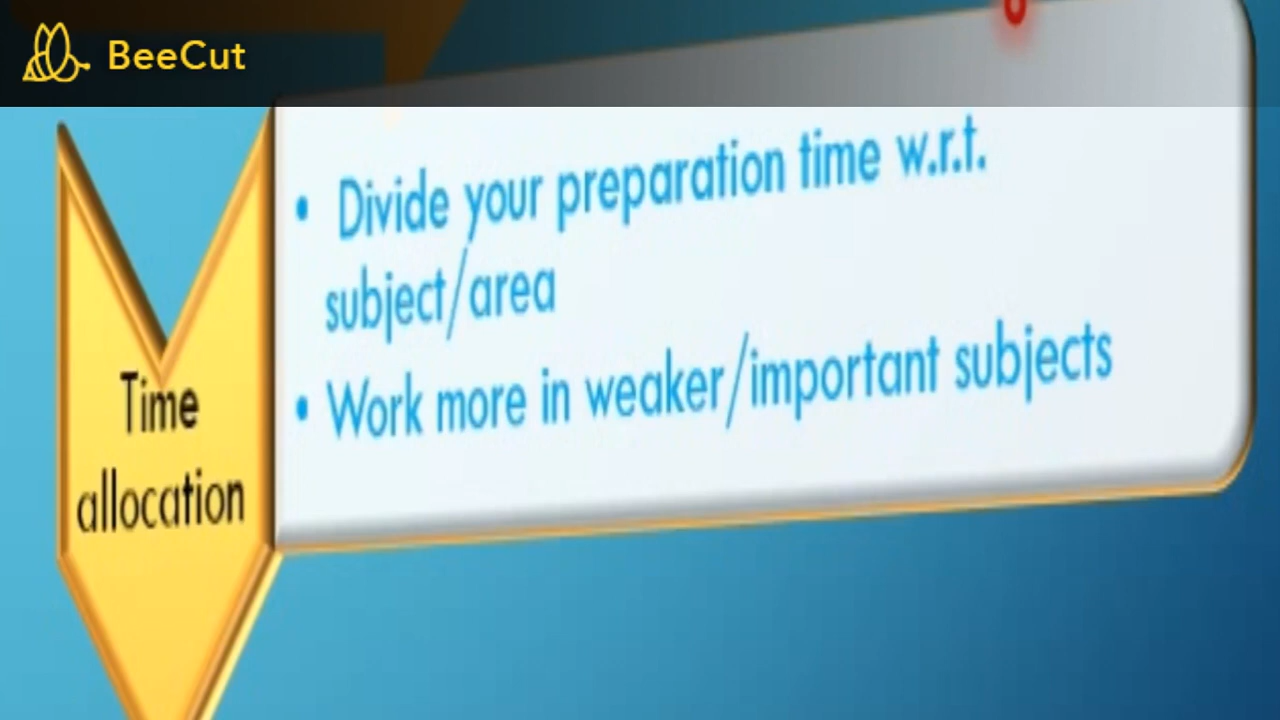 BeeCut
• Divide your preparation time w.r.t.
subject/area
• Work more in weaker/important subjects
Time
allocation